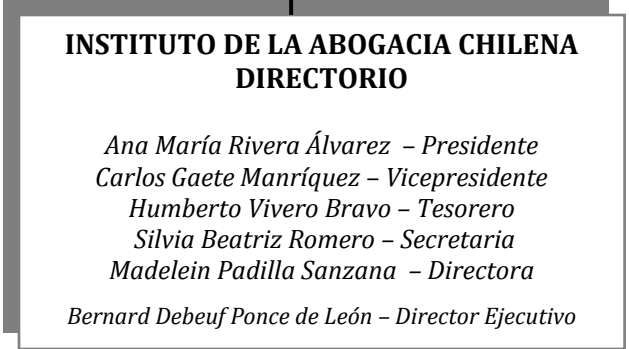 INSTITUTO DE LA ABOGACIA CHILENA
DIRECTORIO
Ana María Rivera Álvarez – Presidente
Carlos Gaete Manríquez – Vicepresidente
Humberto Vivero Bravo – Tesorero
Silvia Beatriz Romero – Secretaria
Madelein Padilla Sanzana – Directora
Bernard Debeuf Ponce de León – Director Ejecutivo